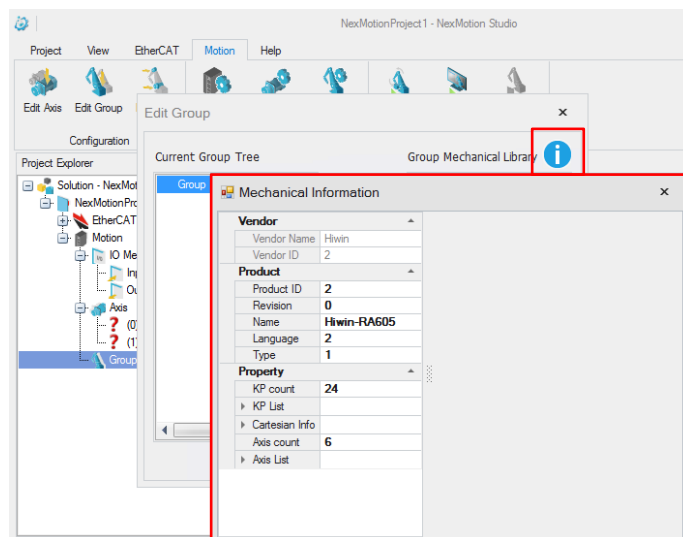 NexMotionProject1 - NexMotion Studio
Project View EtherCAT Motion Help
Edit Axis Edit Group
Configuration
Edit Group
Project Explorer
Current Group Tree
Group Mechanical Library
Solution - NexMot
NexMotionPro
EtherCAT
Motion
IO Me
Axis
(0)
(1)
Group
Group
Mechanical Information
Vendor
Vendor Name Hiwin
Vendor ID 2
Product
Product ID 2
Revision 0
Name Hiwin-RA605
Language 2
Type 1
Property
KP count 24
KP List
Cartesian Info
Axis count 6
Axis List